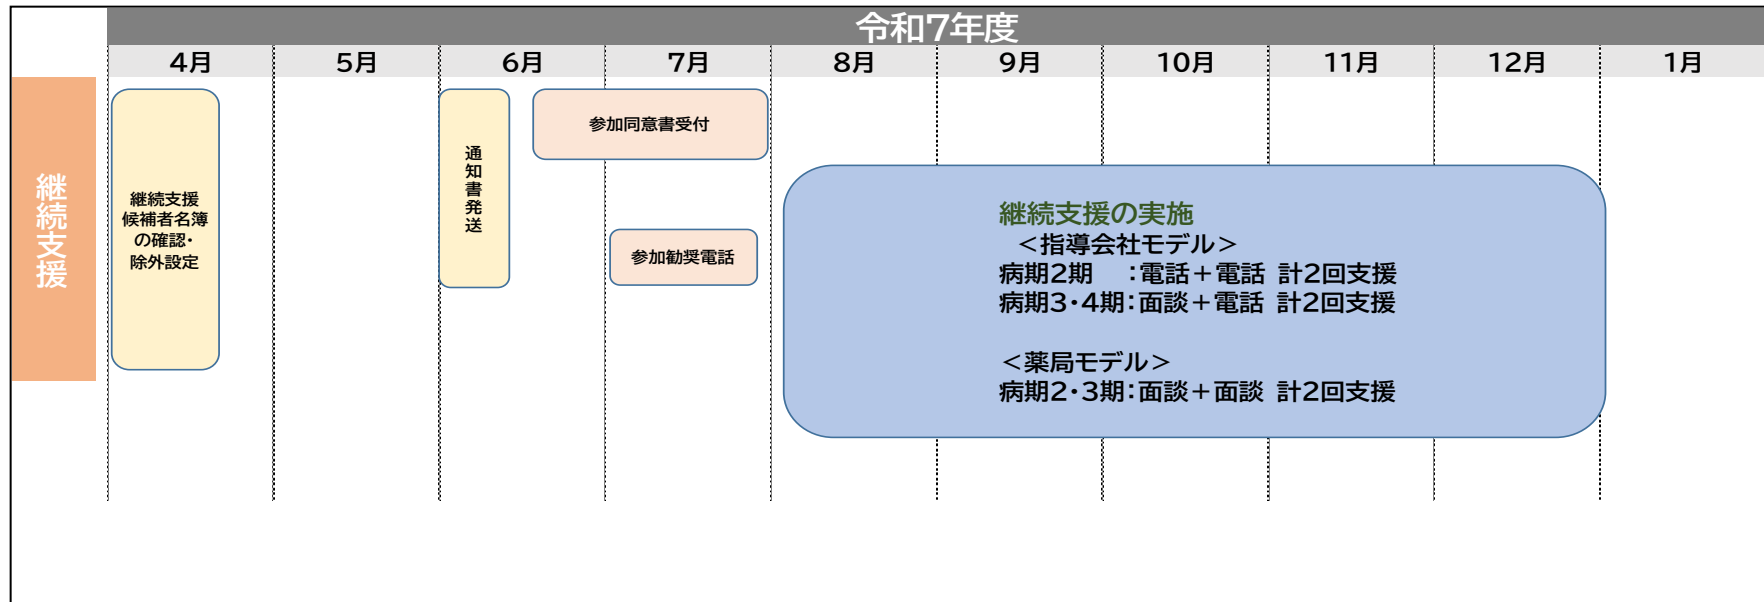 令和7年度
4月 5月 6月 7月 8月 9月 10月 11月 12月 1月
継続支援
継続支援
候補者名簿
の確認・
除外設定
通知書発送
参加同意書受付
参加勧奨電話
継続支援の実施
＜指導会社モデル＞
病期2期　：電話＋電話 計2回支援
病期3・4期：面談＋電話 計2回支援
＜薬局モデル＞
病期2・3期：面談＋面談 計2回支援